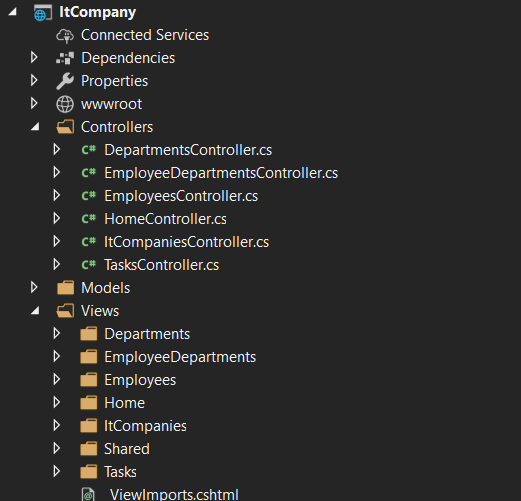 ItCompany
Connected Services
Dependencies
Properties
wwwroot
Controllers
C# DepartmentsController.cs
C# EmployeeDepartmentsController.cs
C# EmployeesController.cs
C# HomeController.cs
C# ItCompaniesController.cs
C# TasksController.cs
Models
Views
Departments
EmployeeDepartments
Employees
Home
ItCompanies
Shared
Tasks
_ViewImports.cshtml